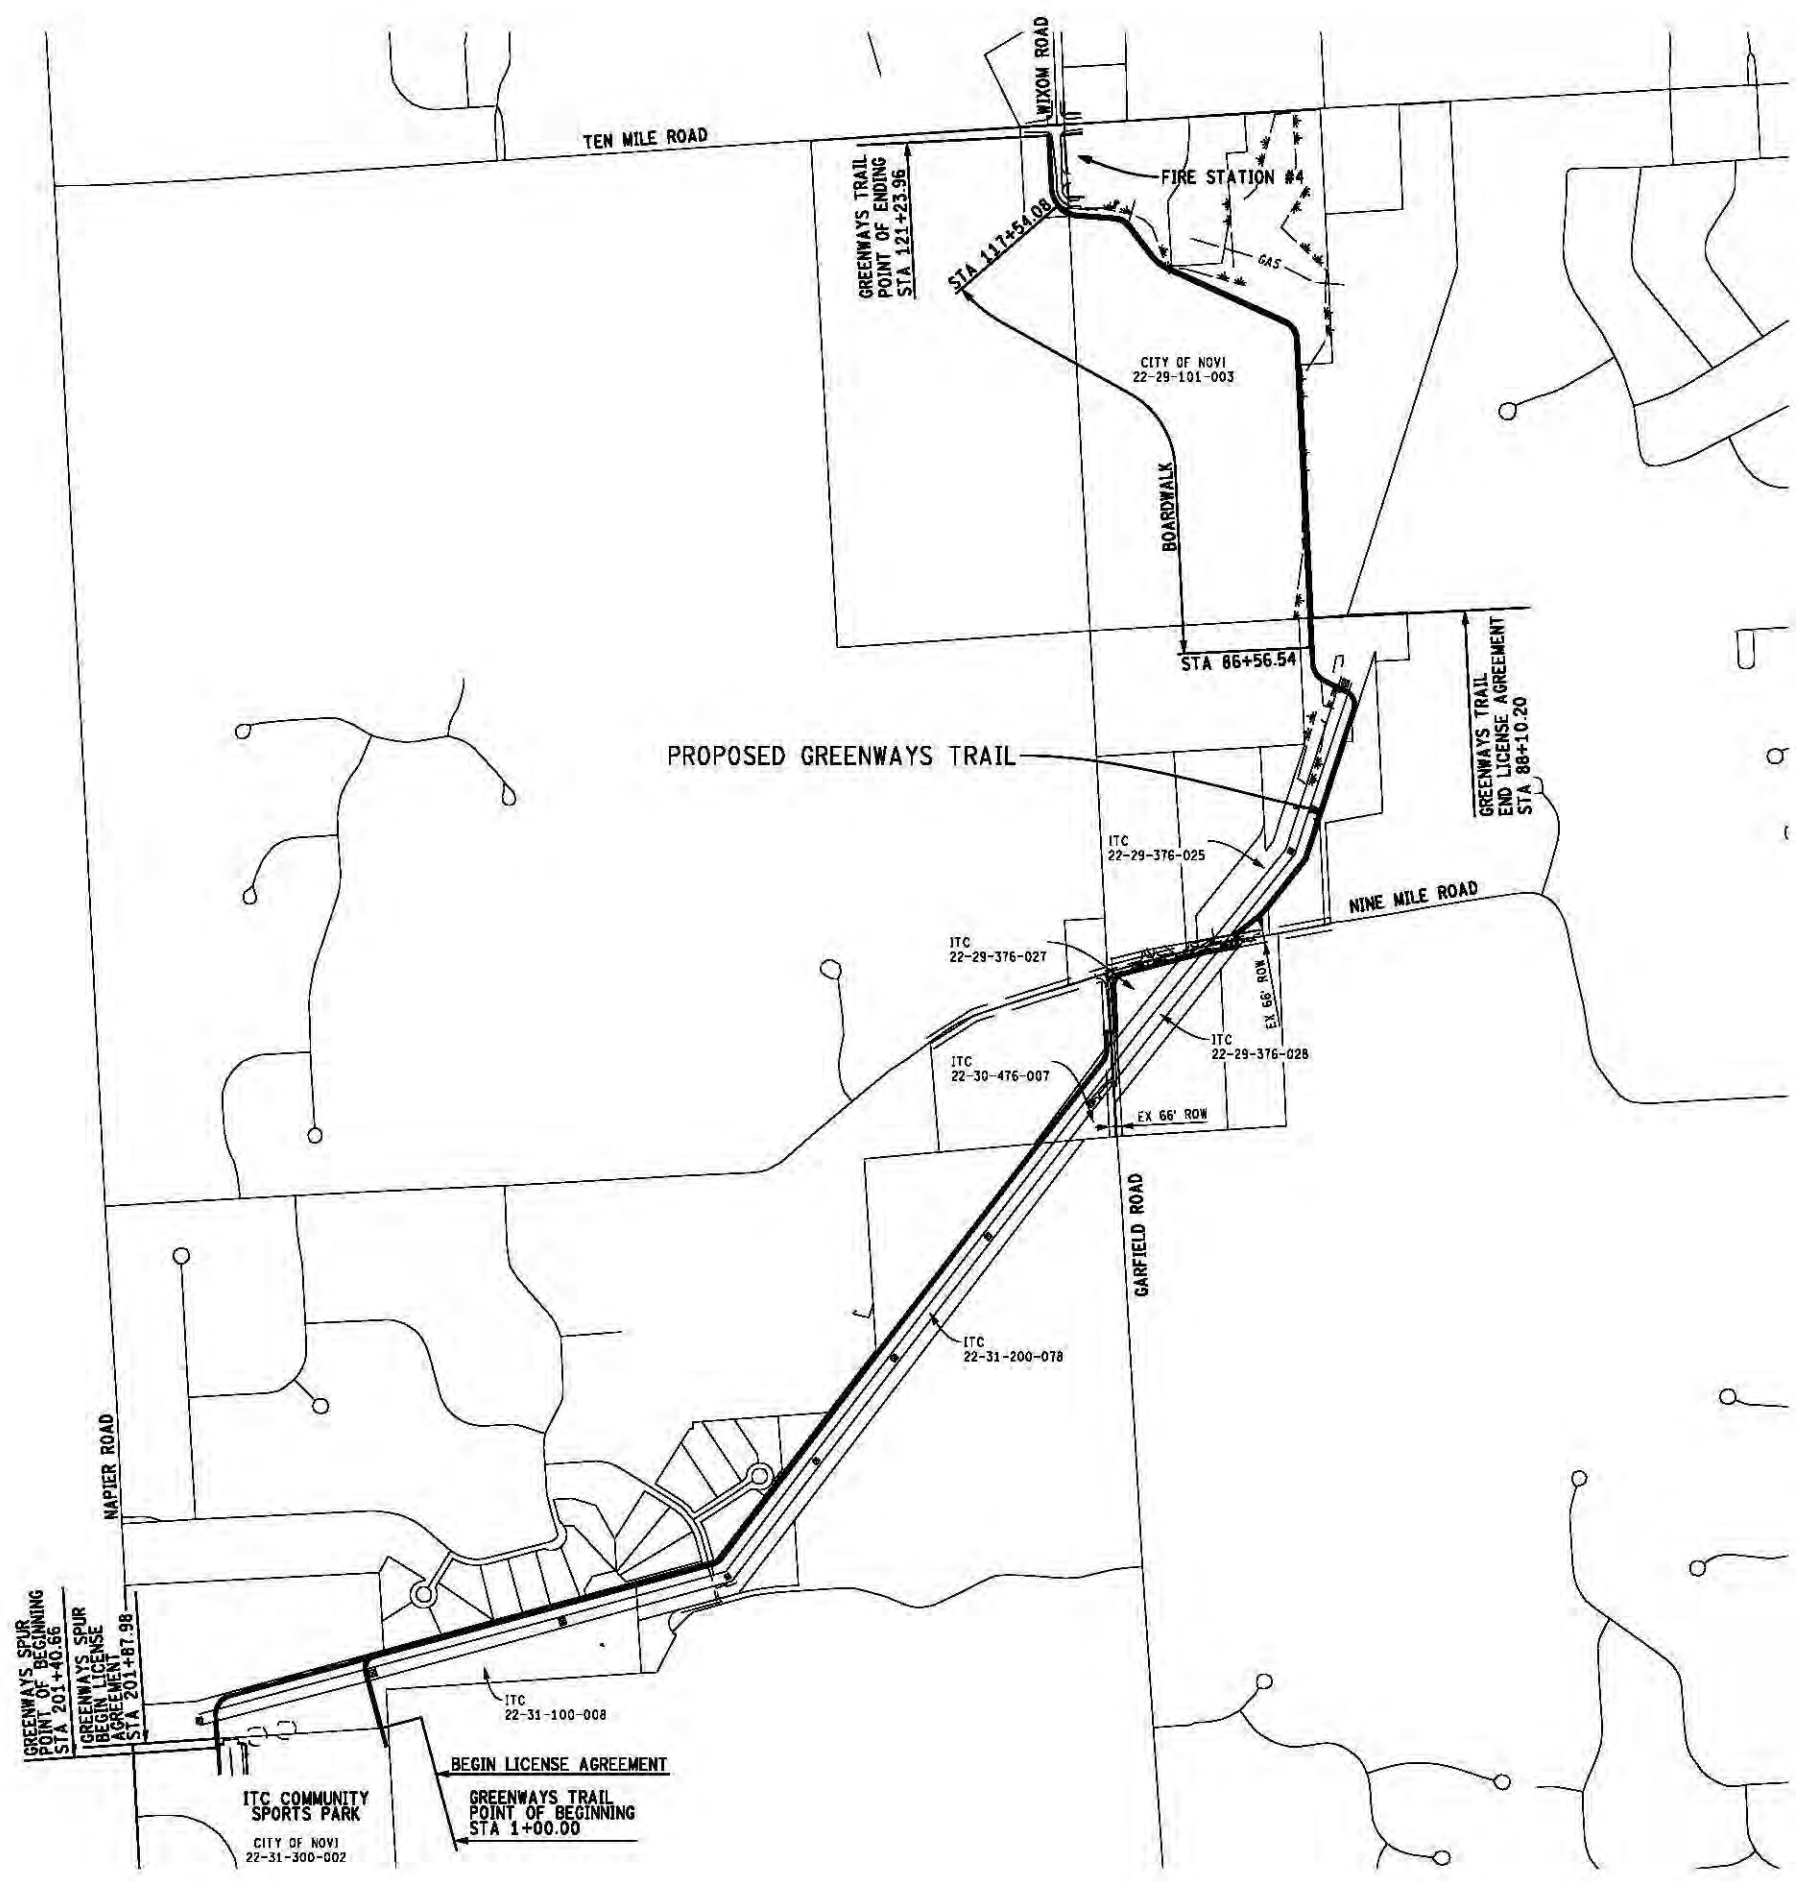 WIXOM ROAD
TEN MILE ROAD
GREENWAYS TRAIL
POINT OF ENDING
STA 121+23.96
FIRE STATION #4
STA 117+54.08
GAS
CITY OF NOVI
22-29-101-003
BOARDWALK
STA 86+56.54
GREENWAYS TRAIL
END LICENSE AGREEMENT
STA 88+10.20
PROPOSED GREENWAYS TRAIL
ITC
22-29-376-025
NINE MILE ROAD
ITC
22-29-376-027
EX 66' ROW
ITC
22-29-376-028
ITC
22-30-476-007
EX 66' ROW
GARFIELD ROAD
ITC
22-31-200-078
NAPIER ROAD
GREENWAYS SPUR
POINT OF BEGINNING
STA 201+40.66
GREENWAYS SPUR
BEGIN LICENSE
AGREEMENT
STA 201+87.98
ITC
22-31-100-008
BEGIN LICENSE AGREEMENT
GREENWAYS TRAIL
POINT OF BEGINNING
STA 1+00.00
ITC COMMUNITY
SPORTS PARK
CITY OF NOVI
22-31-300-002